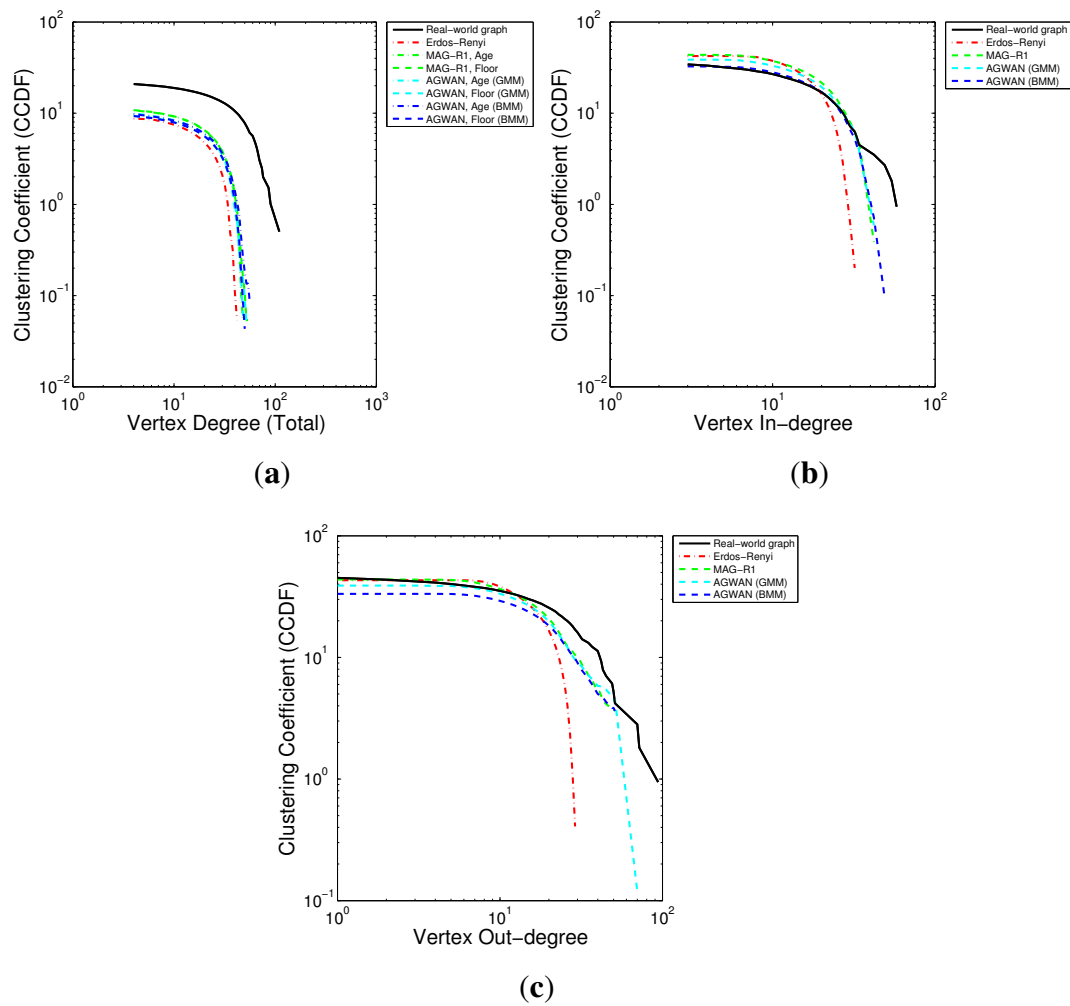 10^2
10^1
10^0
10^-1
10^-2
Clustering Coefficient (CCDF)
10^0
10^1
10^2
10^3
Vertex Degree (Total)
Real-world graph
Erdos-Renyi
MAG-R1, Age
MAG-R1, Floor
AGWAN, Age (GMM)
AGWAN, Floor (GMM)
AGWAN, Age (BMM)
AGWAN, Floor (BMM)
(a)
10^2
10^1
10^0
10^-1
10^-2
Clustering Coefficient (CCDF)
10^0
10^1
10^2
Vertex In-degree
Real-world graph
Erdos-Renyi
MAG-R1
AGWAN (GMM)
AGWAN (BMM)
(b)
10^2
10^1
10^0
10^-1
Clustering Coefficient (CCDF)
10^0
10^1
10^2
Vertex Out-degree
Real-world graph
Erdos-Renyi
MAG-R1
AGWAN (GMM)
AGWAN (BMM)
(c)